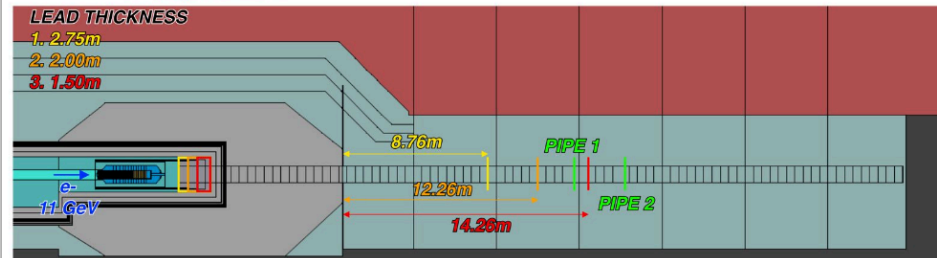 LEAD THICKNESS
1. 2.75m
2. 2.00m
3. 1.50m
8.76m
PIPE 1
e-
11 GeV
12.26m
PIPE 2
14.26m